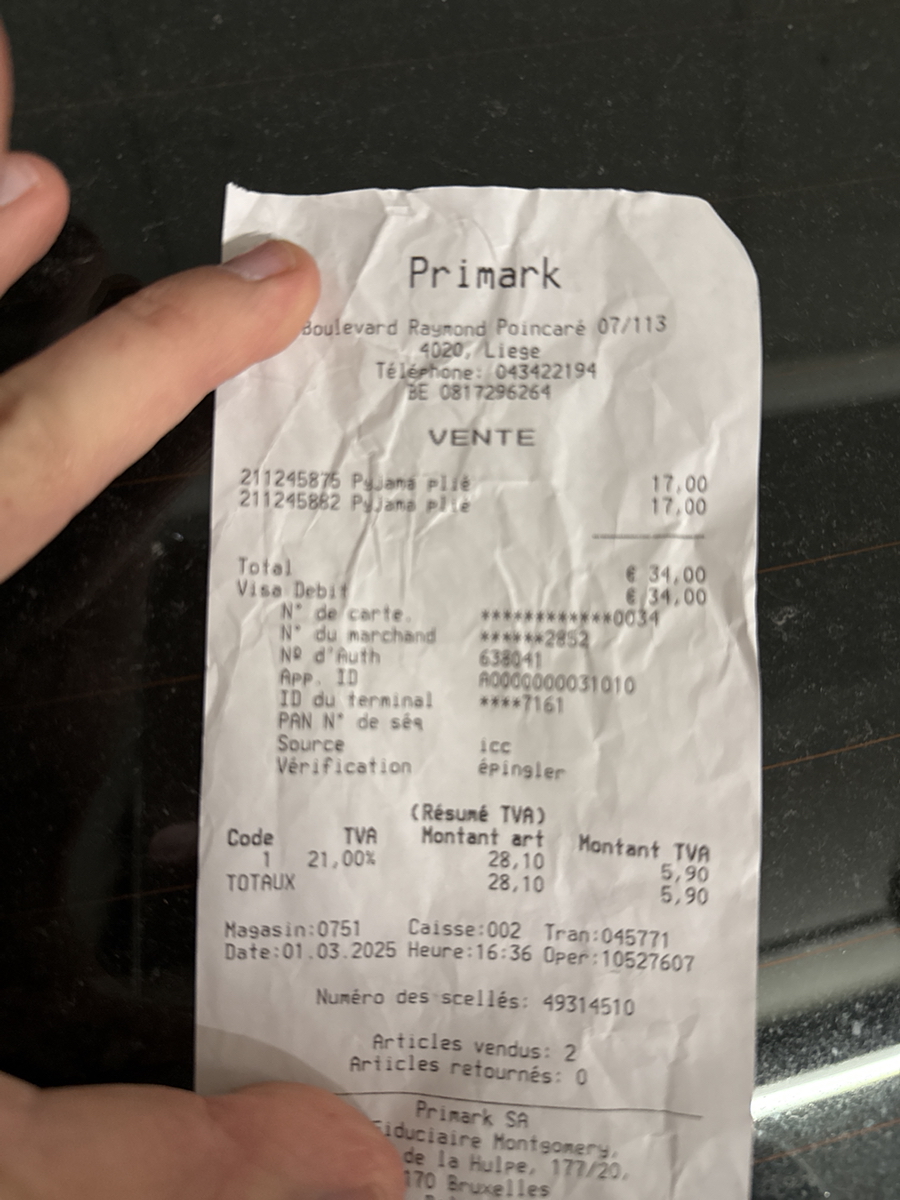 Primark
Boulevard Raymond Poincaré 07/113
4020, Liege
Téléphone: 043422194
BE 0817296264
VENTE
211245875 Pyjama plié 17,00
211245882 Pyjama plié 17,00
Total € 34,00
Visa Debit € 34,00
N° de carte. ************0034
N° du marchand ******2852
Nº d'Auth 638041
App. ID A0000000031010
ID du terminal ****7161
PAN N° de séq
Source icc
Vérification épingler
(Résumé TVA)
Code TVA Montant art Montant TVA
1 21,00% 28,10 5,90
TOTAUX 28,10 5,90
Magasin:0751 Caisse:002 Tran:045771
Date:01.03.2025 Heure:16:36 Oper:10527607
Numéro des scellés: 49314510
Articles vendus: 2
Articles retournés: 0
Primark SA
Fiduciaire Montgomery,
de la Hulpe, 177/20,
170 Bruxelles